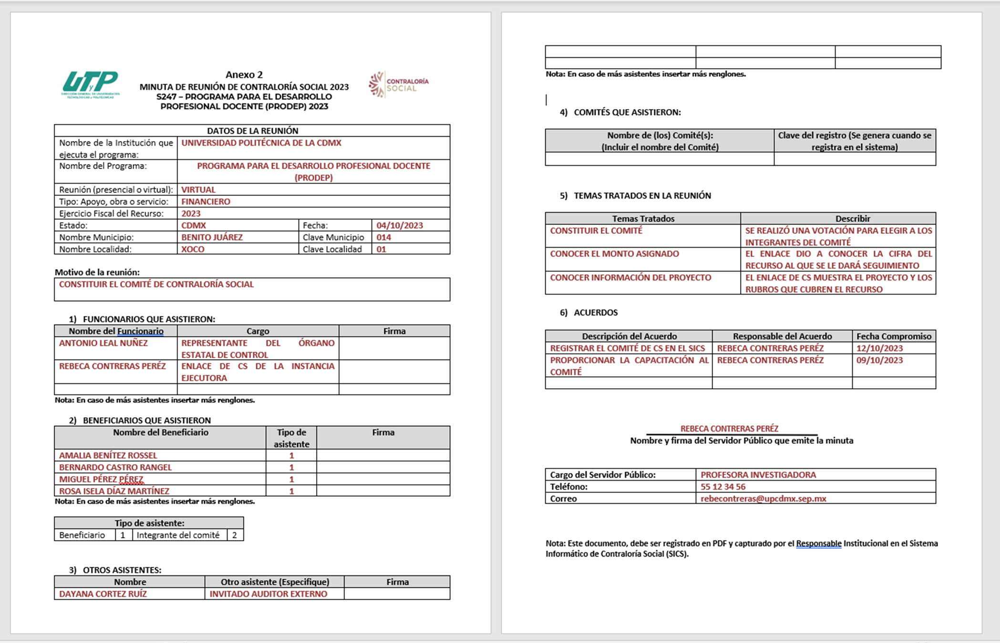 UTyP
DIRECCIÓN GENERAL DE UNIVERSIDADES
TECNOLÓGICAS y POLITÉCNICAS
Anexo 2
MINUTA DE REUNIÓN DE CONTRALORÍA SOCIAL 2023
S247 – PROGRAMA PARA EL DESARROLLO
PROFESIONAL DOCENTE (PRODEP) 2023
CONTRALORÍA
SOCIAL
DATOS DE LA REUNIÓN
Nombre de la Institución que UNIVERSIDAD POLITÉCNICA DE LA CDMX
ejecuta el programa:
Nombre del Programa: PROGRAMA PARA EL DESARROLLO PROFESIONAL DOCENTE
(PRODEP)
Reunión (presencial o virtual): VIRTUAL
Tipo: Apoyo, obra o servicio: FINANCIERO
Ejercicio Fiscal del Recurso: 2023
Estado: CDMX Fecha: 04/10/2023
Nombre Municipio: BENITO JUÁREZ Clave Municipio 014
Nombre Localidad: XOCO Clave Localidad 01
Motivo de la reunión:
CONSTITUIR EL COMITÉ DE CONTRALORÍA SOCIAL
1) FUNCIONARIOS QUE ASISTIERON:
Nombre del Funcionario Cargo Firma
ANTONIO LEAL NUÑEZ REPRESENTANTE DEL ÓRGANO
ESTATAL DE CONTROL
REBECA CONTRERAS PERÉZ ENLACE DE CS DE LA INSTANCIA
EJECUTORA
Nota: En caso de más asistentes insertar más renglones.
2) BENEFICIARIOS QUE ASISTIERON
Nombre del Beneficiario Tipo de Firma
asistente
AMALIA BENÍTEZ ROSSEL 1
BERNARDO CASTRO RANGEL 1
MIGUEL PÉREZ PÉREZ 1
ROSA ISELA DÍAZ MARTÍNEZ 1
Nota: En caso de más asistentes insertar más renglones.
Tipo de asistente:
Beneficiario 1 Integrante del comité 2
3) OTROS ASISTENTES:
Nombre Otro asistente (Especifique) Firma
DAYANA CORTEZ RUÍZ INVITADO AUDITOR EXTERNO
Nota: En caso de más asistentes insertar más renglones.
4) COMITÉS QUE ASISTIERON:
Nombre de (los) Comité(s): Clave del registro (Se genera cuando se
(Incluir el nombre del Comité) registra en el sistema)
5) TEMAS TRATADOS EN LA REUNIÓN
Temas Tratados Describir
CONSTITUIR EL COMITÉ SE REALIZÓ UNA VOTACIÓN PARA ELEGIR A LOS
INTEGRANTES DEL COMITÉ
CONOCER EL MONTO ASIGNADO EL ENLACE DIO A CONOCER LA CIFRA DEL
RECURSO AL QUE SE LE DARÁ SEGUIMIENTO
CONOCER INFORMACIÓN DEL PROYECTO EL ENLACE DE CS MUESTRA EL PROYECTO Y LOS
RUBROS QUE CUBREN EL RECURSO
6) ACUERDOS
Descripción del Acuerdo Responsable del Acuerdo Fecha Compromiso
REGISTRAR EL COMITÉ DE CS EN EL SICS REBECA CONTRERAS PERÉZ 12/10/2023
PROPORCIONAR LA CAPACITACIÓN AL REBECA CONTRERAS PERÉZ 09/10/2023
COMITÉ
REBECA CONTRERAS PERÉZ
Nombre y firma del Servidor Público que emite la minuta
Cargo del Servidor Público: PROFESORA INVESTIGADORA
Teléfono: 55 12 34 56
Correo rebecontreras@upcdmx.sep.mx
Nota: Este documento, debe ser registrado en PDF y capturado por el Responsable Institucional en el Sistema
Informático de Contraloría Social (SICS).